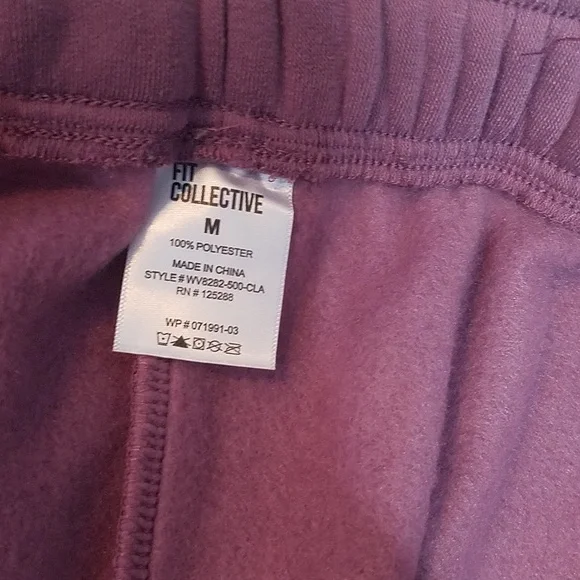 FIT
COLLECTIVE
M
100% POLYESTER
MADE IN CHINA
STYLE # WV8282-500-CLA
RN # 125288
WP # 071991-03